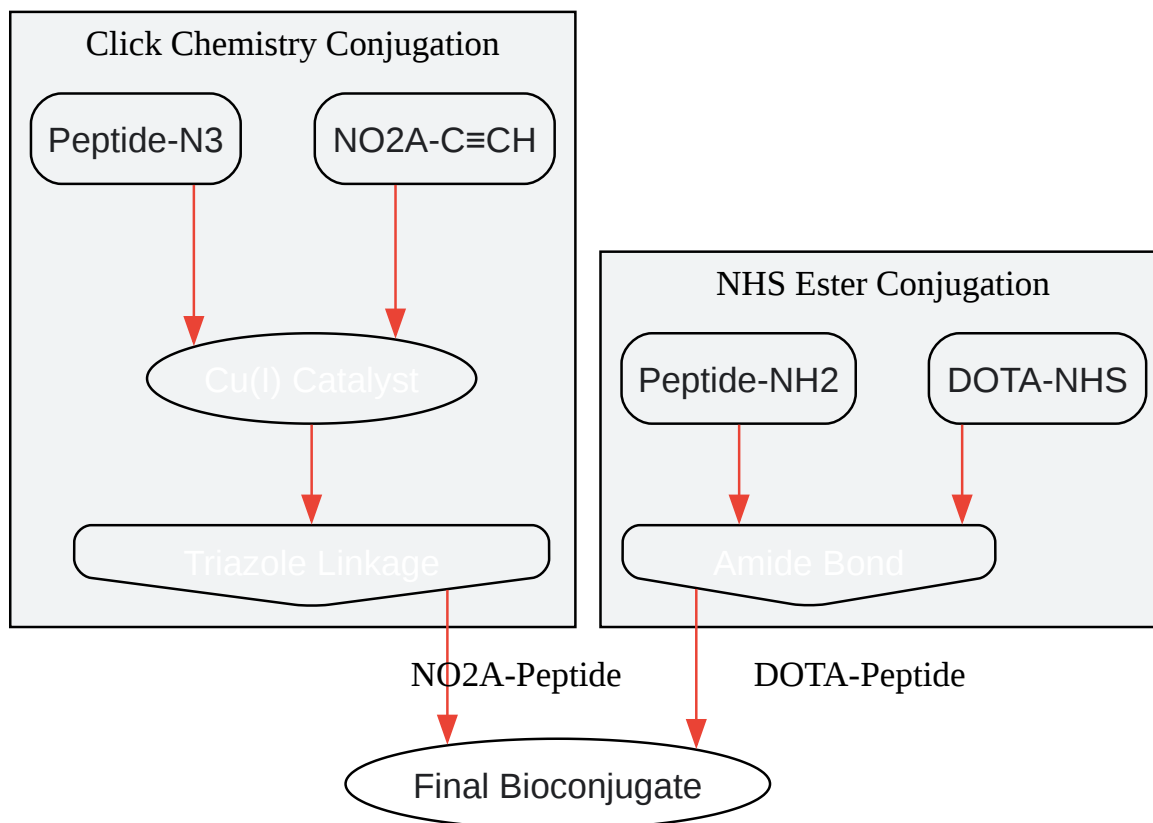 Click Chemistry Conjugation
Peptide-N3
NO2A-C≡CH
Cu(I) Catalyst
Triazole Linkage
NHS Ester Conjugation
Peptide-NH2
DOTA-NHS
Amide Bond
NO2A-Peptide
DOTA-Peptide
Final Bioconjugate